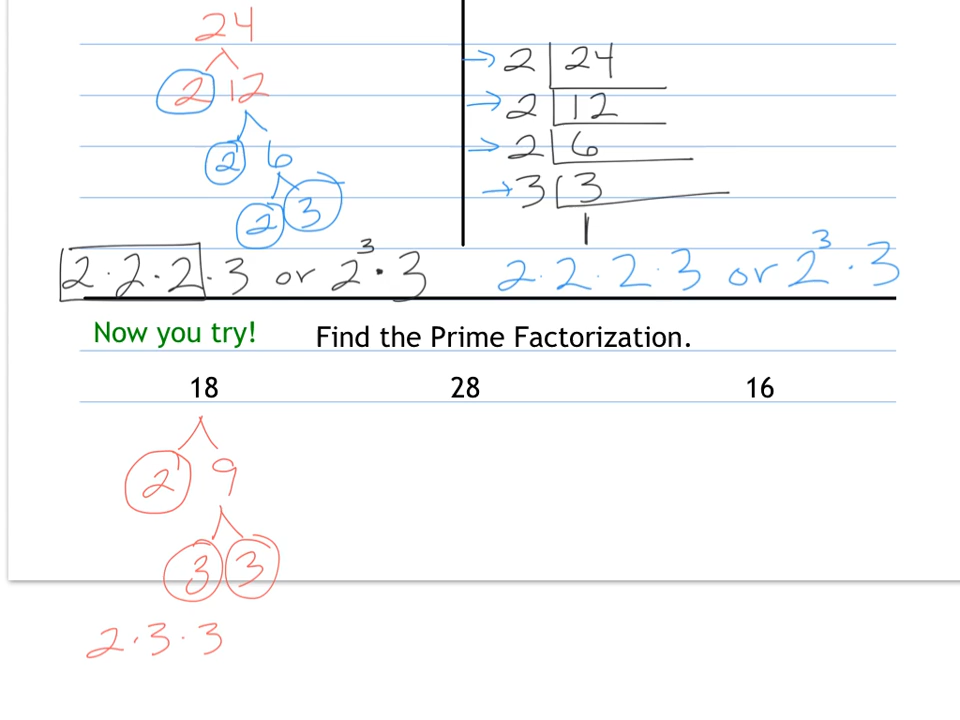 24
2 12
2 6
2 3
2·2·2·3 or 2³·3
→ 2 24
→ 2 12
→ 2 6
→ 3 3
1
2·2·2·3 or 2³·3
Now you try! Find the Prime Factorization.
18 28 16
2 9
3 3
2·3·3